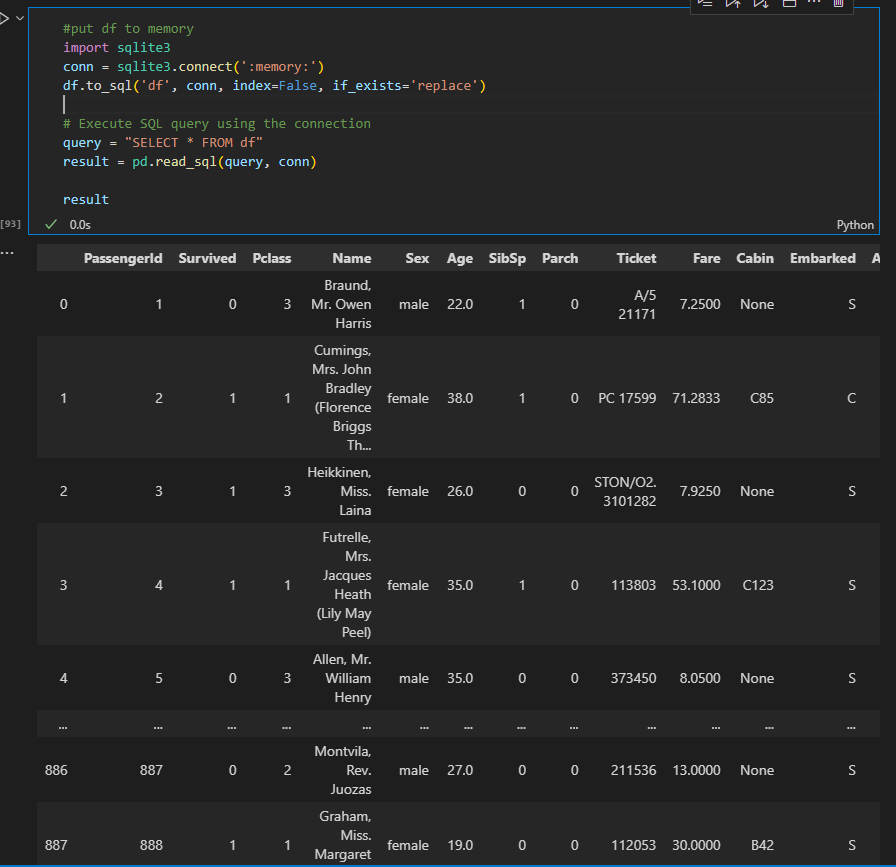 #put df to memory
import sqlite3
conn = sqlite3.connect(':memory:')
df.to_sql('df', conn, index=False, if_exists='replace')
# Execute SQL query using the connection
query = "SELECT * FROM df"
result = pd.read_sql(query, conn)
result
[93] 0.0s Python
...
PassengerId Survived Pclass Name Sex Age SibSp Parch Ticket Fare Cabin Embarked
0 1 0 3 Braund, Mr. Owen Harris male 22.0 1 0 A/5 21171 7.2500 None S
1 2 1 1 Cumings, Mrs. John Bradley (Florence Briggs Th... female 38.0 1 0 PC 17599 71.2833 C85 C
2 3 1 3 Heikkinen, Miss. Laina female 26.0 0 0 STON/O2. 3101282 7.9250 None S
3 4 1 1 Futrelle, Mrs. Jacques Heath (Lily May Peel) female 35.0 1 0 113803 53.1000 C123 S
4 5 0 3 Allen, Mr. William Henry male 35.0 0 0 373450 8.0500 None S
... ... ... ... ... ... ... ... ... ... ... ... ...
886 887 0 2 Montvila, Rev. Juozas male 27.0 0 0 211536 13.0000 None S
887 888 1 1 Graham, Miss. Margaret female 19.0 0 0 112053 30.0000 B42 S